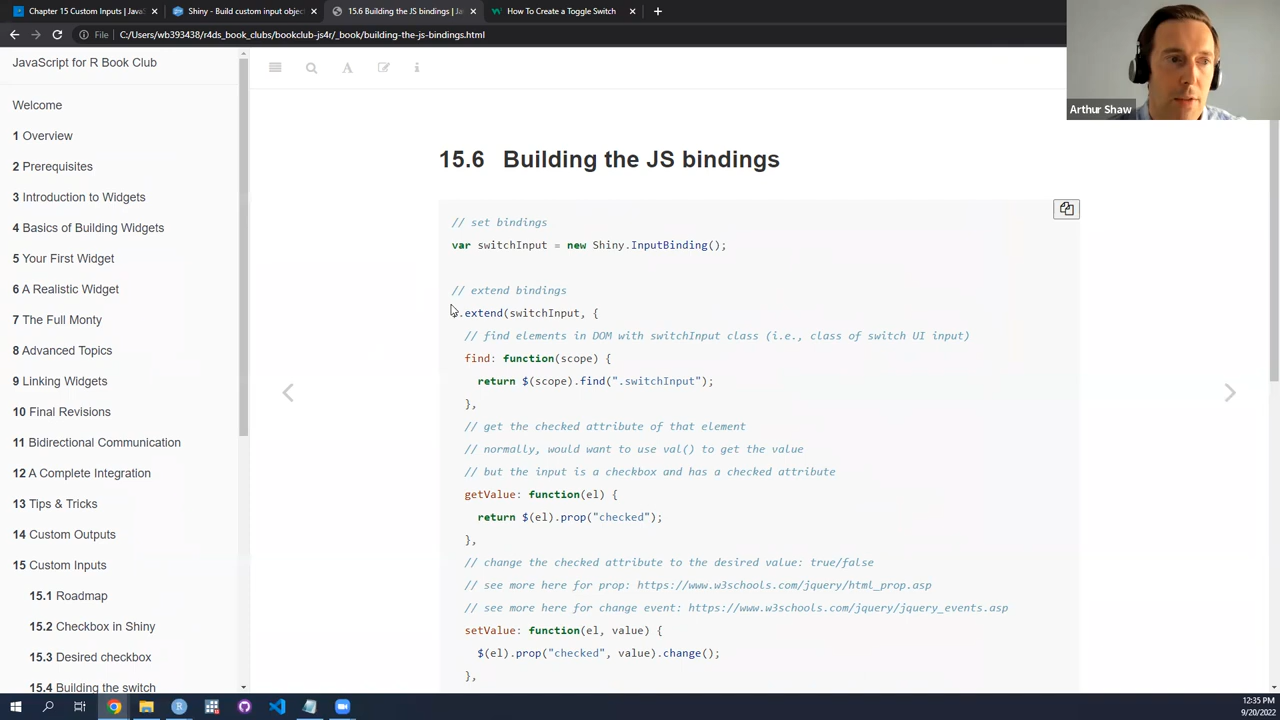 Chapter 15 Custom Inputs | Jav
Shiny - Build custom input objec
15.6 Building the JS bindings | Ja
How To Create a Toggle Switch
File
C:/Users/wb393438/r4ds_book_clubs/bookclub-js4r/_book/building-the-js-bindings.html
Arthur Shaw
JavaScript for R Book Club
Welcome
1 Overview
2 Prerequisites
3 Introduction to Widgets
4 Basics of Building Widgets
5 Your First Widget
6 A Realistic Widget
7 The Full Monty
8 Advanced Topics
9 Linking Widgets
10 Final Revisions
11 Bidirectional Communication
12 A Complete Integration
13 Tips & Tricks
14 Custom Outputs
15 Custom Inputs
15.1 Roadmap
15.2 Checkbox in Shiny
15.3 Desired checkbox
15.4 Building the switch
15.6 Building the JS bindings
// set bindings
var switchInput = new Shiny.InputBinding();
// extend bindings
.extend(switchInput, {
// find elements in DOM with switchInput class (i.e., class of switch UI input)
find: function(scope) {
return $(scope).find(".switchInput");
},
// get the checked attribute of that element
// normally, would want to use val() to get the value
// but the input is a checkbox and has a checked attribute
getValue: function(el) {
return $(el).prop("checked");
},
// change the checked attribute to the desired value: true/false
// see more here for prop: https://www.w3schools.com/jquery/html_prop.asp
// see more here for change event: https://www.w3schools.com/jquery/jquery_events.asp
setValue: function(el, value) {
$(el).prop("checked", value).change();
},
12:35 PM
9/20/2022